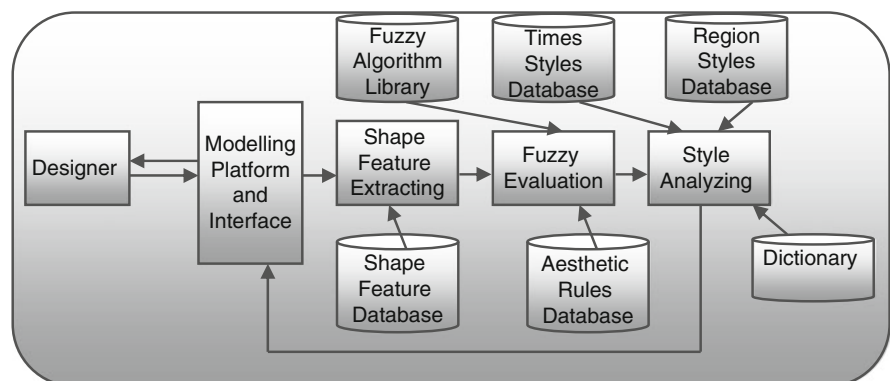 Fuzzy
Algorithm
Library
Times
Styles
Database
Region
Styles
Database
Designer
Modelling
Platform
and
Interface
Shape
Feature
Extracting
Fuzzy
Evaluation
Style
Analyzing
Shape
Feature
Database
Aesthetic
Rules
Database
Dictionary